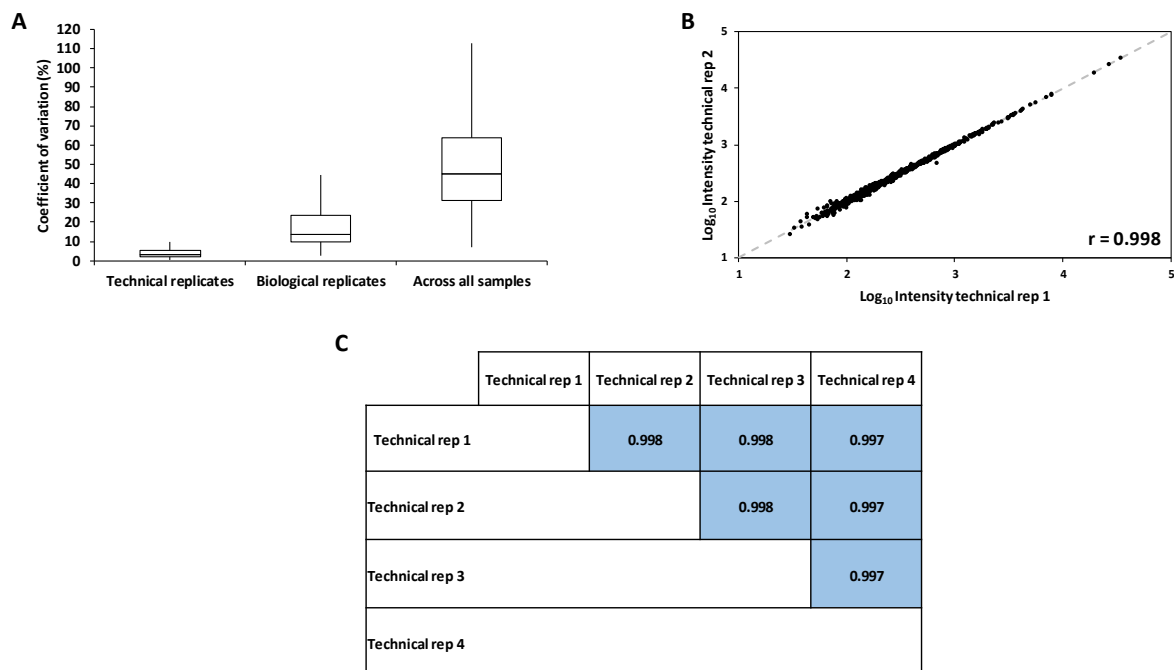 A
Coefficient of variation (%)
120
110
100
90
80
70
60
50
40
30
20
10
0
Technical replicates Biological replicates Across all samples
B
Log10 Intensity technical rep 2
5
4
3
2
1
r = 0.998
1 2 3 4 5
Log10 Intensity technical rep 1
C
Technical rep 1 Technical rep 2 Technical rep 3 Technical rep 4
Technical rep 1 0.998 0.998 0.997
Technical rep 2 0.998 0.997
Technical rep 3 0.997
Technical rep 4